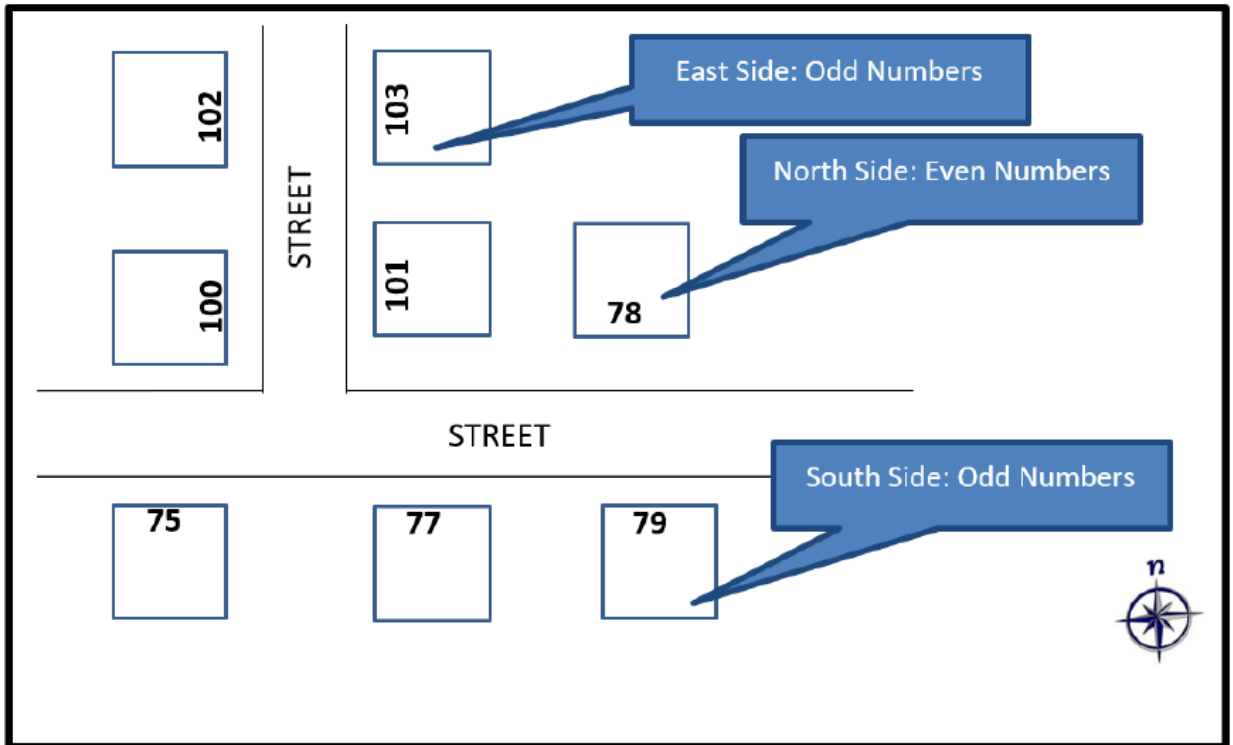 102
103
East Side: Odd Numbers
North Side: Even Numbers
STREET
100
101
78
STREET
South Side: Odd Numbers
75
77
79
n